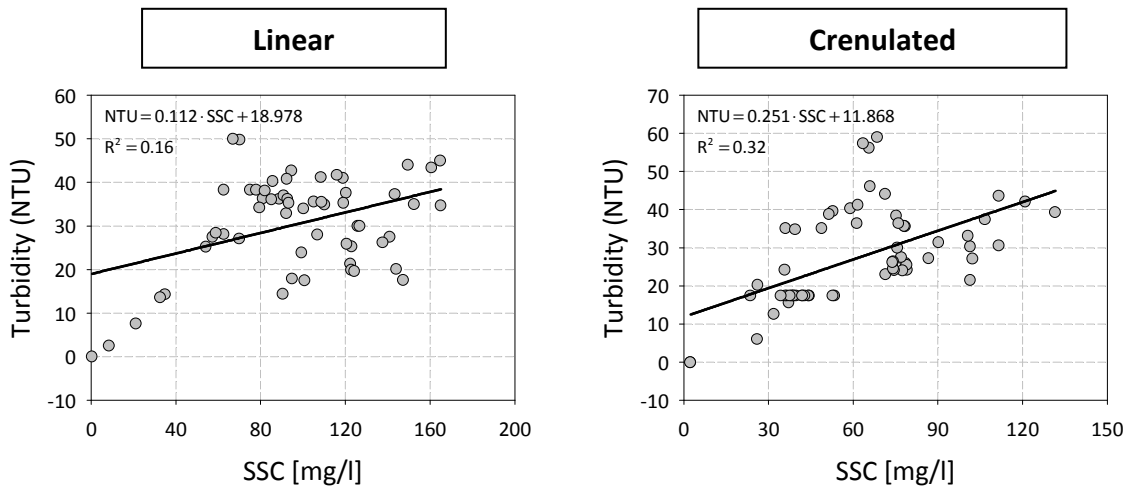 Linear
NTU = 0.112 · SSC + 18.978
R² = 0.16
Turbidity (NTU)
60
50
40
30
20
10
0
-10
0 40 80 120 160 200
SSC [mg/l]
Crenulated
NTU = 0.251 · SSC + 11.868
R² = 0.32
Turbidity (NTU)
70
60
50
40
30
20
10
0
-10
0 30 60 90 120 150
SSC [mg/l]